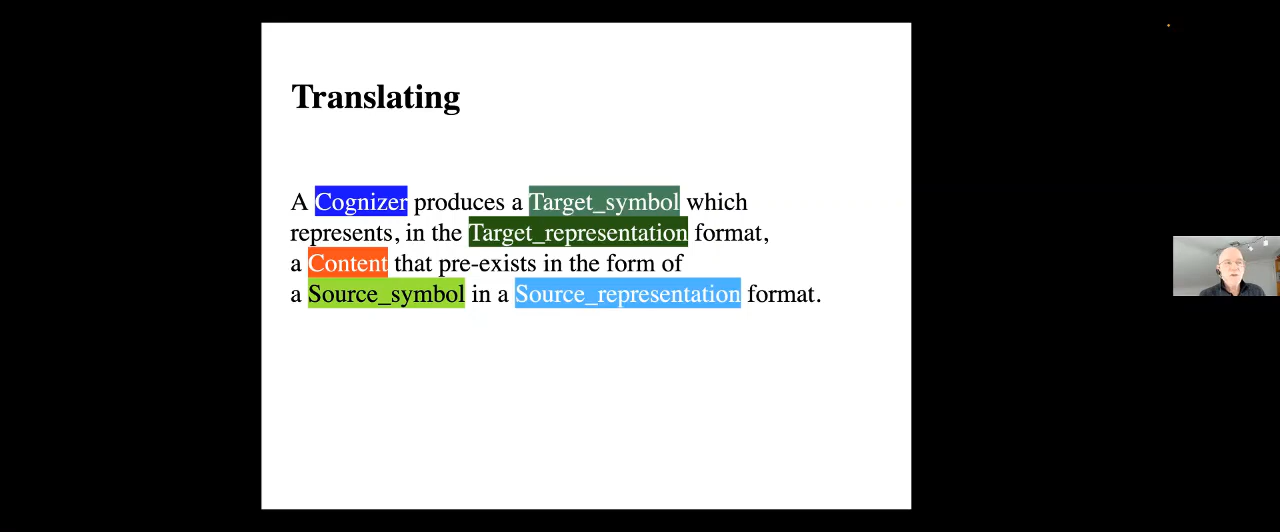 Translating
A Cognizer produces a Target_symbol which
represents, in the Target_representation format,
a Content that pre-exists in the form of
a Source_symbol in a Source_representation format.